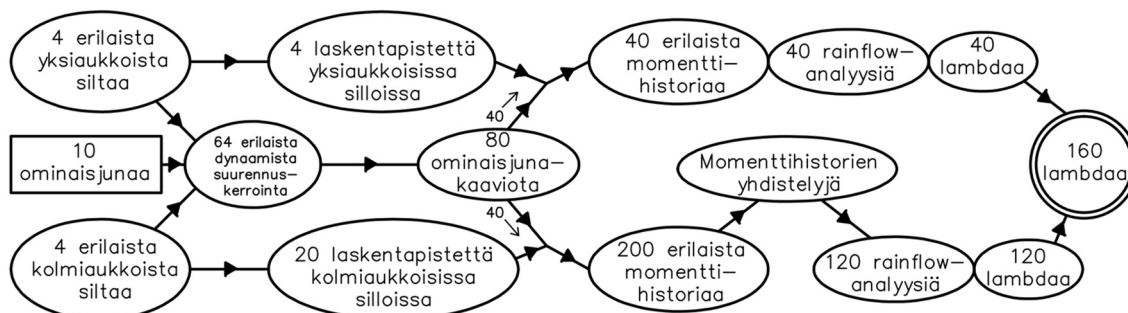 4 erilaista
yksiaukkoista
siltaa
4 laskentapistettä
yksiaukkoisissa
silloissa
40 erilaista
momentti-
historiaa
40 rainflow-
analyysiä
40
lambdaa
10
ominaisjunaa
64 erilaista
dynaamista
suurennus-
kerrointa
40
80
ominaisjuna-
kaaviota
40
Momenttihistorien
yhdistelyjä
160
lambdaa
4 erilaista
kolmiaukkoista
siltaa
20 laskentapistettä
kolmiaukkoisissa
silloissa
200 erilaista
momentti-
historiaa
120 rainflow-
analyysiä
120
lambdaa